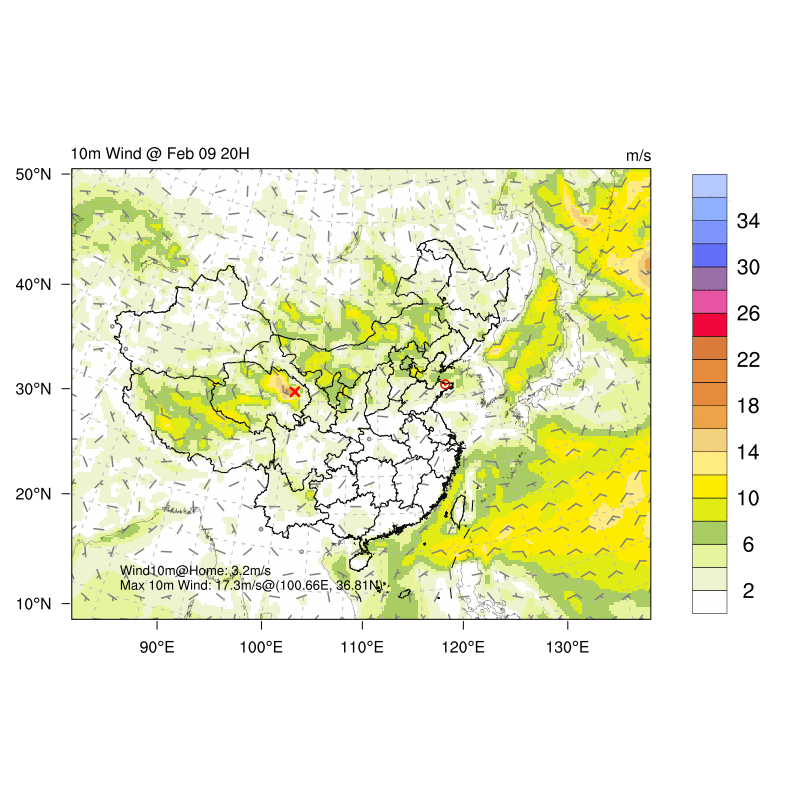 10m Wind @ Feb 09 20H
m/s
50°N
40°N
30°N
20°N
10°N
34
30
26
22
18
14
10
6
2
Wind10m@Home: 3.2m/s
Max 10m Wind: 17.3m/s@(100.66E, 36.81N)
90°E
100°E
110°E
120°E
130°E